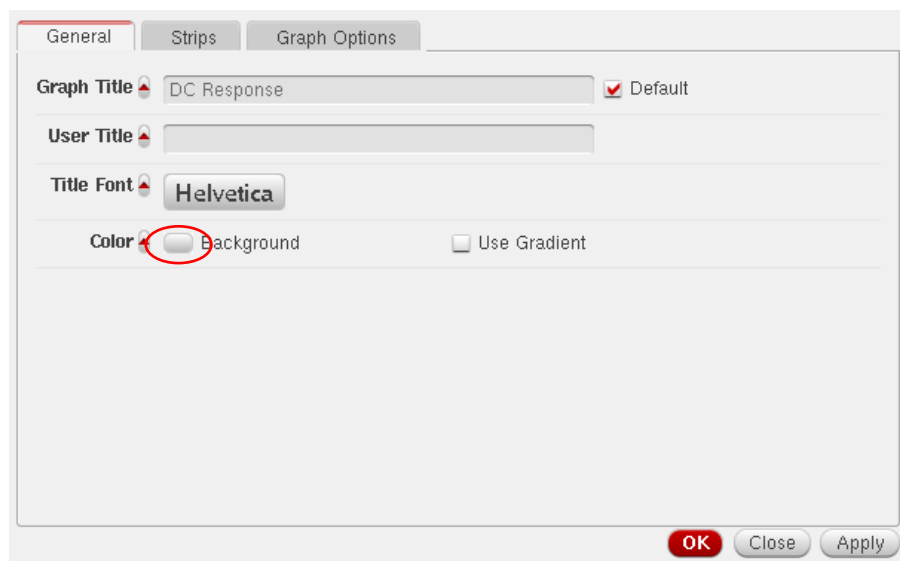 General Strips Graph Options
Graph Title DC Response Default
User Title
Title Font Helvetica
Color Background Use Gradient
OK Close Apply